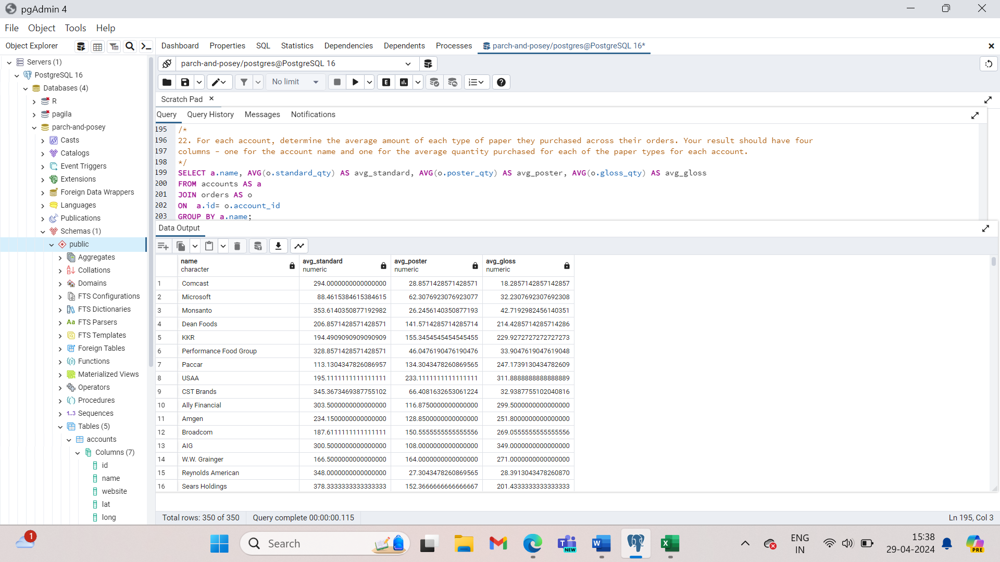 pgAdmin 4
File Object Tools Help
Object Explorer
Dashboard Properties SQL Statistics Dependencies Dependents Processes parch-and-posey/postgres@PostgreSQL 16*
Servers (1)
PostgreSQL 16
Databases (4)
R
pagila
parch-and-posey
Casts
Catalogs
Event Triggers
Extensions
Foreign Data Wrappers
Languages
Publications
Schemas (1)
public
Aggregates
Collations
Domains
FTS Configurations
FTS Dictionaries
Aa FTS Parsers
FTS Templates
Foreign Tables
Functions
Materialized Views
Operators
Procedures
1..3 Sequences
Tables (5)
accounts
Columns (7)
id
name
website
lat
long
parch-and-posey/postgres@PostgreSQL 16
No limit
E
Scratch Pad
Query Query History Messages Notifications
195 /*
196 22. For each account, determine the average amount of each type of paper they purchased across their orders. Your result should have four
197 columns - one for the account name and one for the average quantity purchased for each of the paper types for each account.
198 */
199 SELECT a.name, AVG(o.standard_qty) AS avg_standard, AVG(o.poster_qty) AS avg_poster, AVG(o.gloss_qty) AS avg_gloss
200 FROM accounts AS a
201 JOIN orders AS o
202 ON  a.id= o.account_id
203 GROUP BY a.name;
Data Output
name avg_standard avg_poster avg_gloss
character numeric numeric numeric
1 Comcast 294.0000000000000000 28.8571428571428571 18.2857142857142857
2 Microsoft 88.4615384615384615 62.3076923076923077 32.2307692307692308
3 Monsanto 353.6140350877192982 26.2456140350877193 42.7192982456140351
4 Dean Foods 206.8571428571428571 141.5714285714285714 214.4285714285714286
5 KKR 194.4909090909090909 155.3454545454545455 229.9272727272727273
6 Performance Food Group 328.8571428571428571 46.0476190476190476 33.9047619047619048
7 Paccar 113.1304347826086957 134.3043478260869565 247.1739130434782609
8 USAA 195.1111111111111111 233.1111111111111111 311.8888888888888889
9 CST Brands 345.3673469387755102 66.4081632653061224 32.9387755102040816
10 Ally Financial 303.5000000000000000 116.8750000000000000 299.5000000000000000
11 Amgen 234.1500000000000000 128.8500000000000000 251.8000000000000000
12 Broadcom 187.6111111111111111 150.5555555555555556 269.0555555555555556
13 AIG 300.5000000000000000 108.0000000000000000 349.0000000000000000
14 W.W. Grainger 166.5000000000000000 164.0000000000000000 271.0000000000000000
15 Reynolds American 348.0000000000000000 27.3043478260869565 28.3913043478260870
16 Sears Holdings 378.3333333333333333 152.3666666666666667 201.4333333333333333
Total rows: 350 of 350 Query complete 00:00:00.115 Ln 195, Col 3
1
Search
T NEW
W
X
ENG
IN
15:38
29-04-2024
PRE